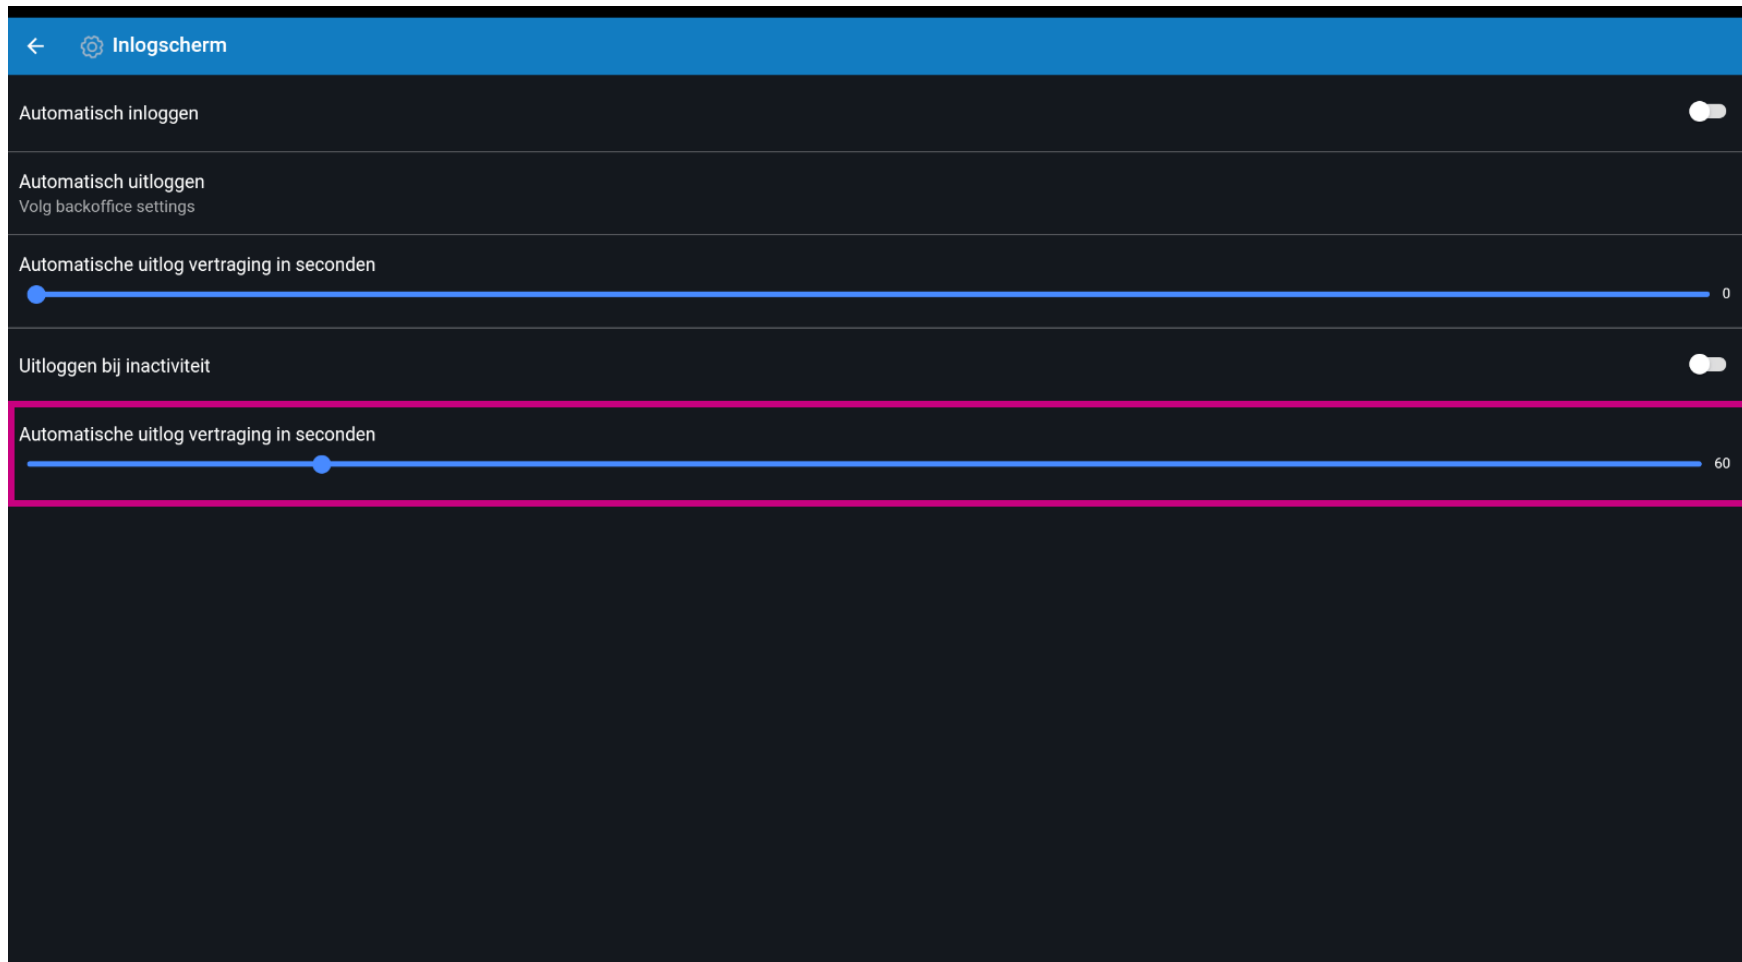 Inlogscherm
Automatisch inloggen
Automatisch uitloggen
Volg backoffice settings
Automatische uitlog vertraging in seconden
0
Uitloggen bij inactiviteit
Automatische uitlog vertraging in seconden
60